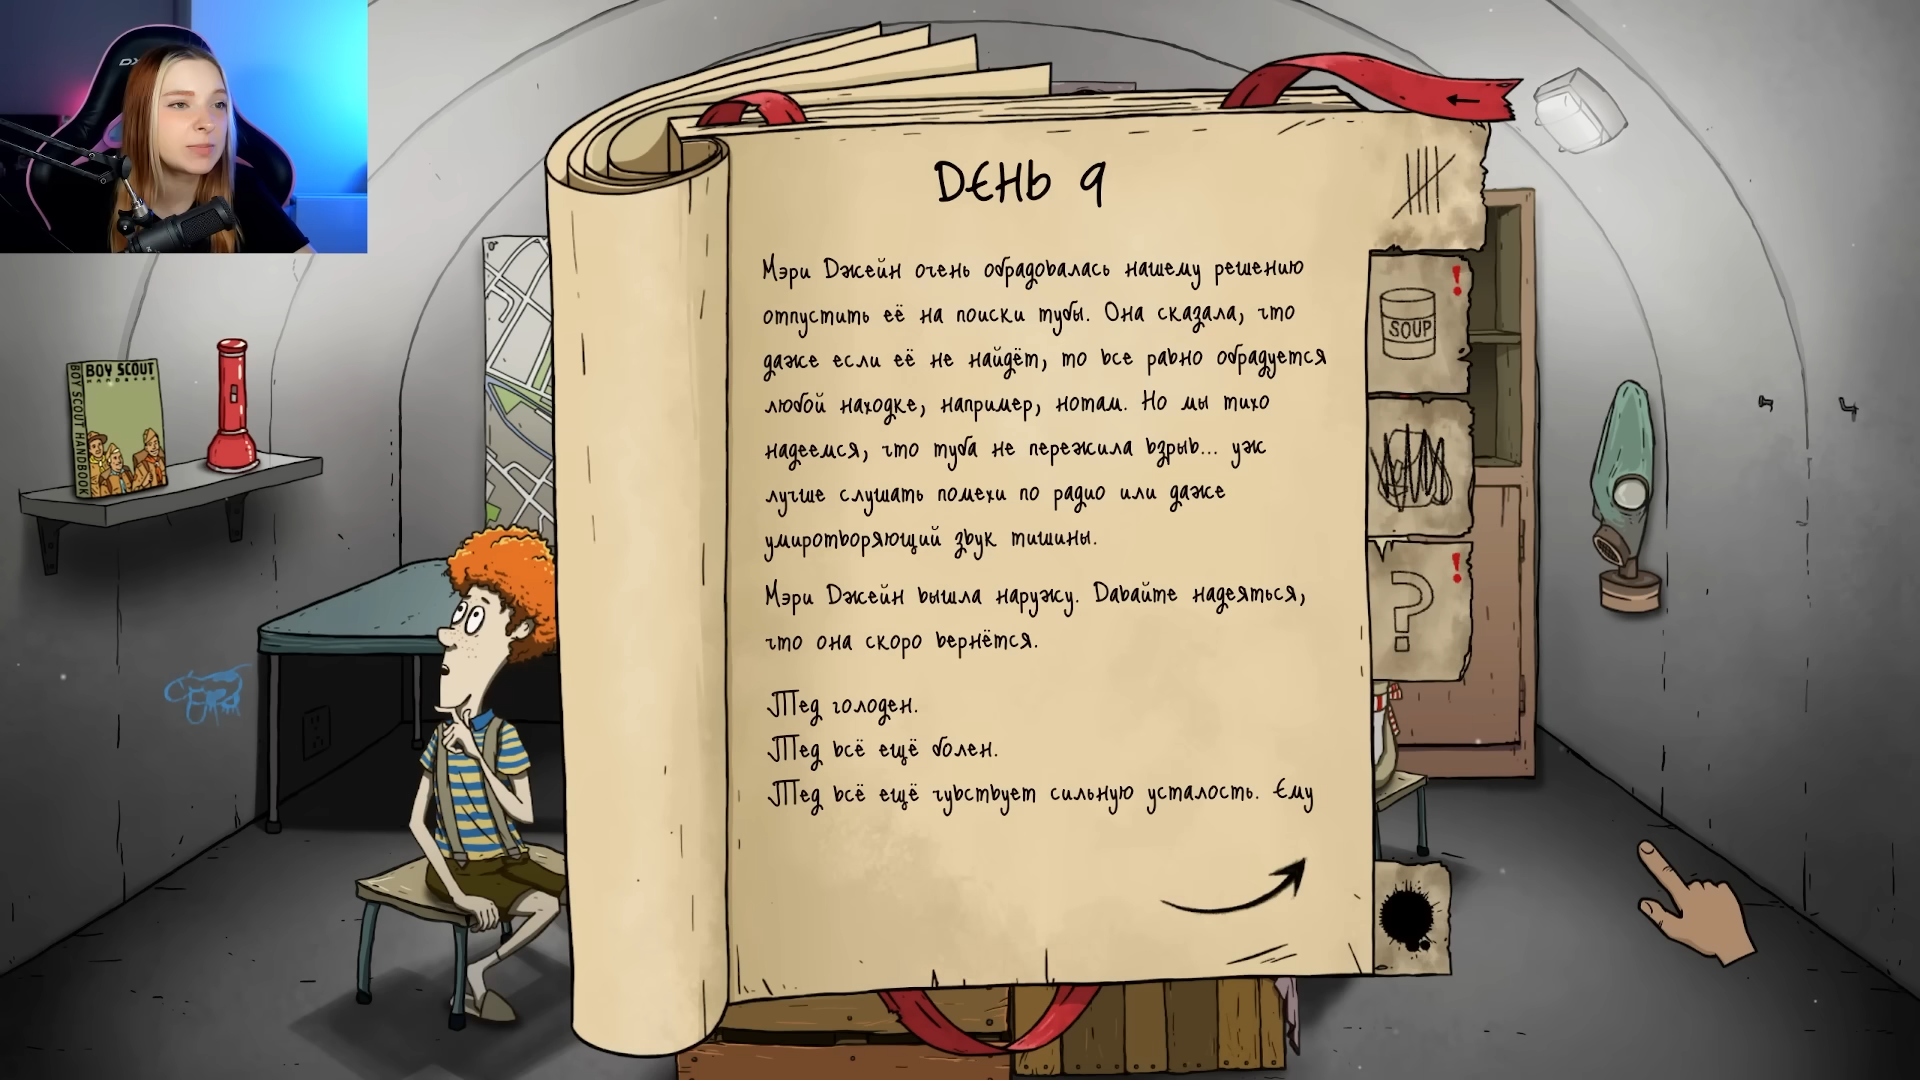 ДЕНЬ 9
Мэри Джейн очень обрадовалась нашему решению
отпустить её на поиски тубы. Она сказала, что
даже если её не найдёт, то все равно обрадуется
любой находке, например, нотам. Но мы тихо
надеемся, что туба не пережила взрыв... уж
лучше слушать помехи по радио или даже
умиротворяющий звук тишины.
Мэри Джейн вышла наружу. Давайте надеяться,
что она скоро вернётся.
Тед голоден.
Тед всё ещё болен.
Тед всё ещё чувствует сильную усталость. Ему
!
SOUP
!
?
BOY SCOUT
HANDBOOK
BOY SCOUT HANDBOOK